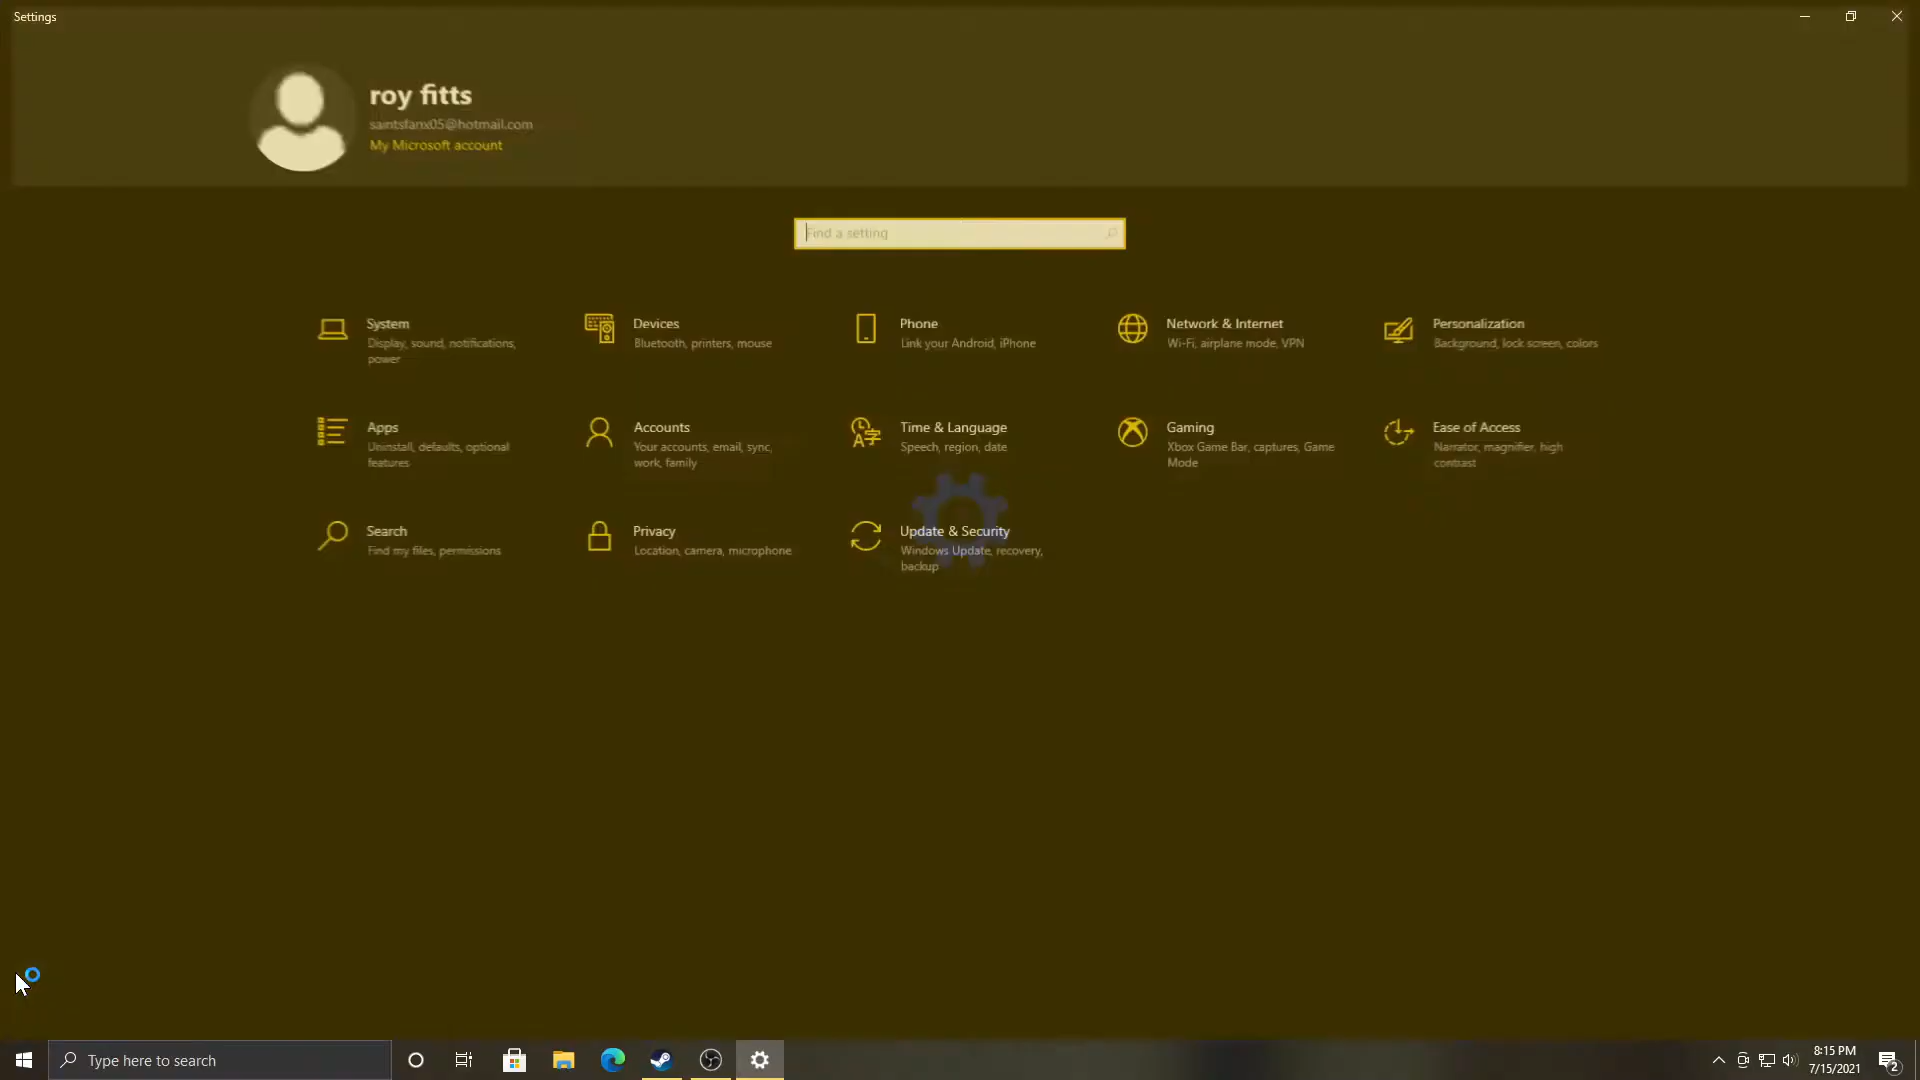 Settings
roy fitts
saintsfanx05@hotmail.com
My Microsoft account
Find a setting
System
Display, sound, notifications,
power
Devices
Bluetooth, printers, mouse
Phone
Link your Android, iPhone
Network & Internet
Wi-Fi, airplane mode, VPN
Personalization
Background, lock screen, colors
Apps
Uninstall, defaults, optional
features
Accounts
Your accounts, email, sync,
work, family
Time & Language
Speech, region, date
Gaming
Xbox Game Bar, captures, Game
Mode
Ease of Access
Narrator, magnifier, high
contrast
Search
Find my files, permissions
Privacy
Location, camera, microphone
Update & Security
Windows Update, recovery,
backup
Type here to search
8:15 PM
7/15/2021
2